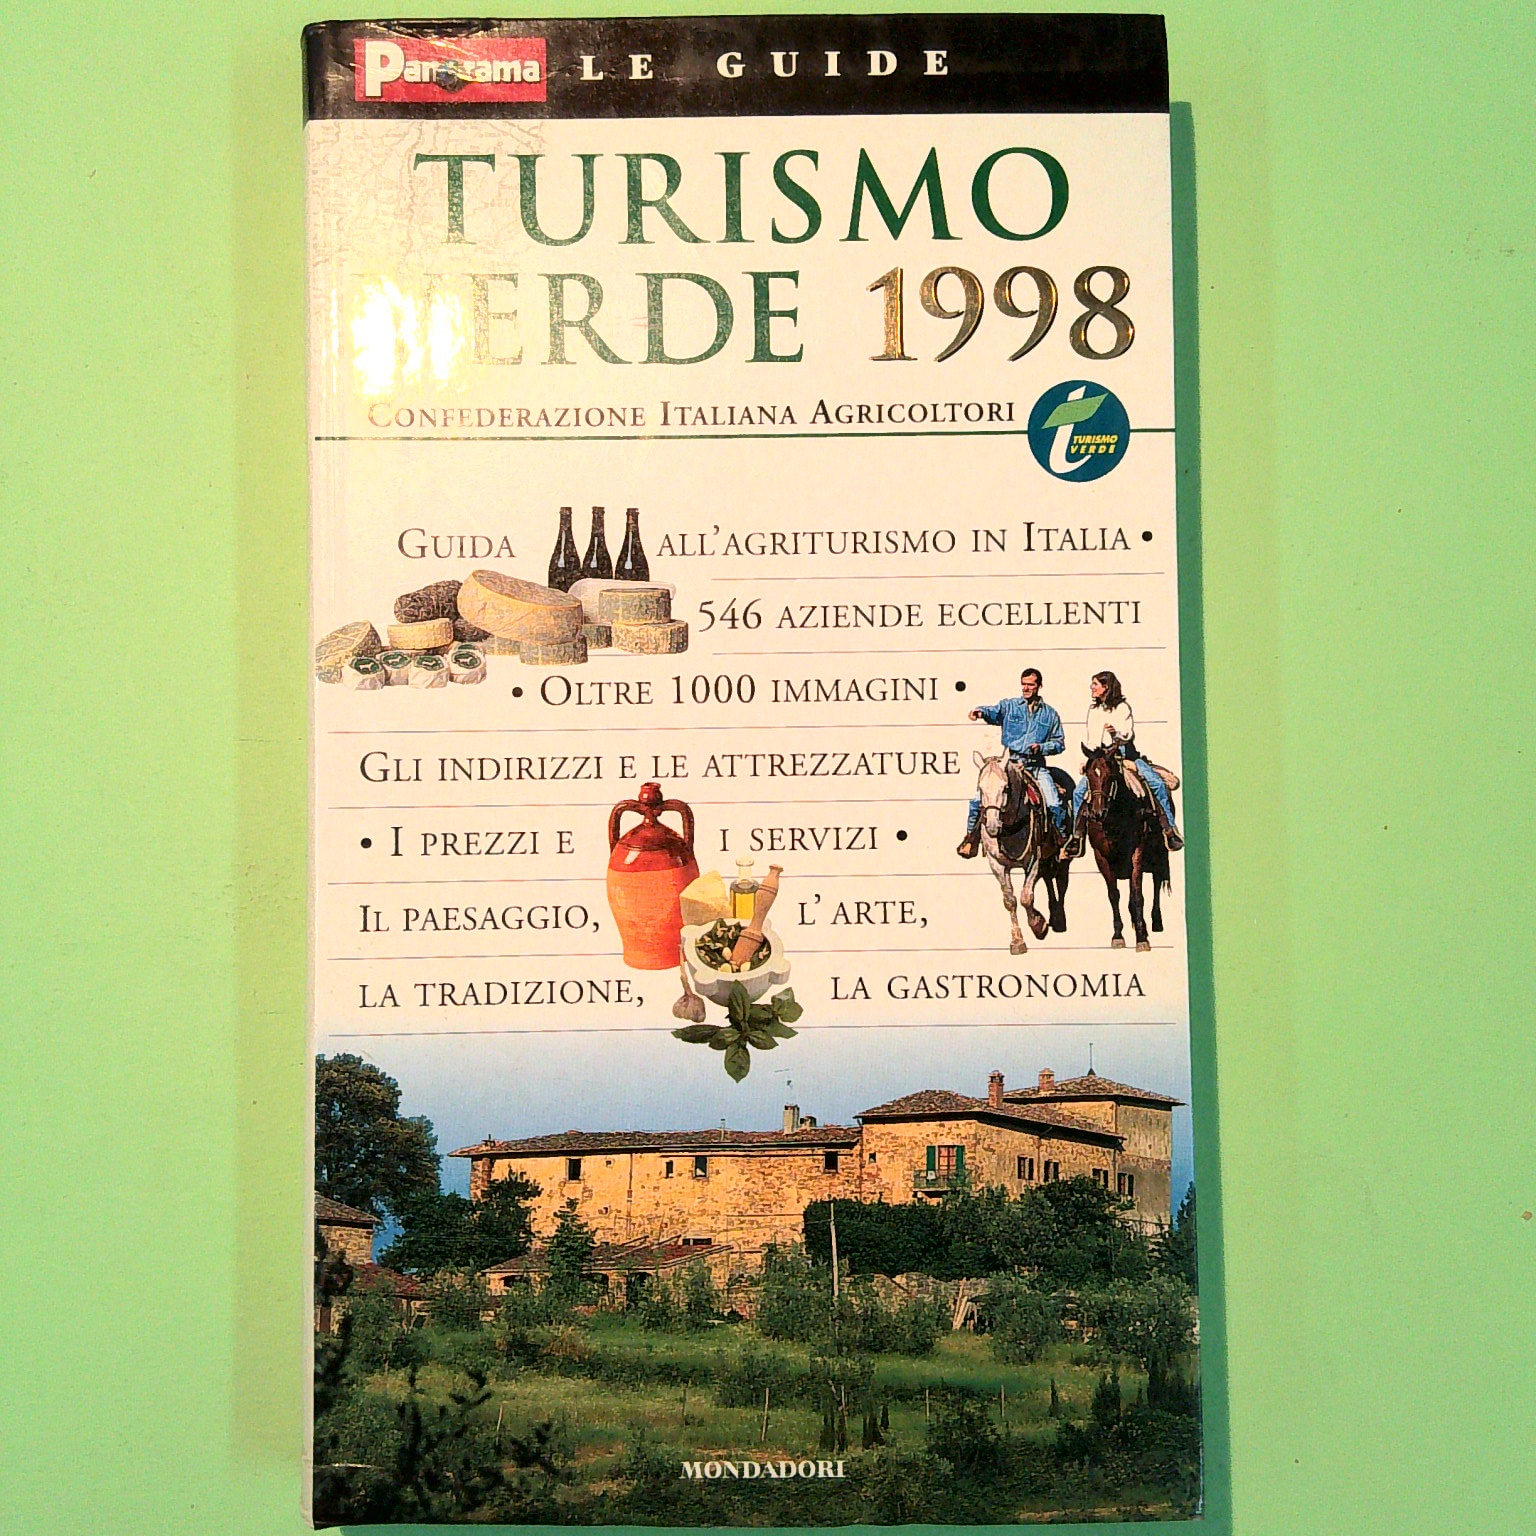 Panorama LE GUIDE
TURISMO
VERDE 1998
CONFEDERAZIONE ITALIANA AGRICOLTORI
TURISMO
VERDE
GUIDA ALL'AGRITURISMO IN ITALIA •
546 AZIENDE ECCELLENTI
• OLTRE 1000 IMMAGINI •
GLI INDIRIZZI E LE ATTREZZATURE
• I PREZZI E I SERVIZI •
IL PAESAGGIO, L'ARTE,
LA TRADIZIONE, LA GASTRONOMIA
MONDADORI